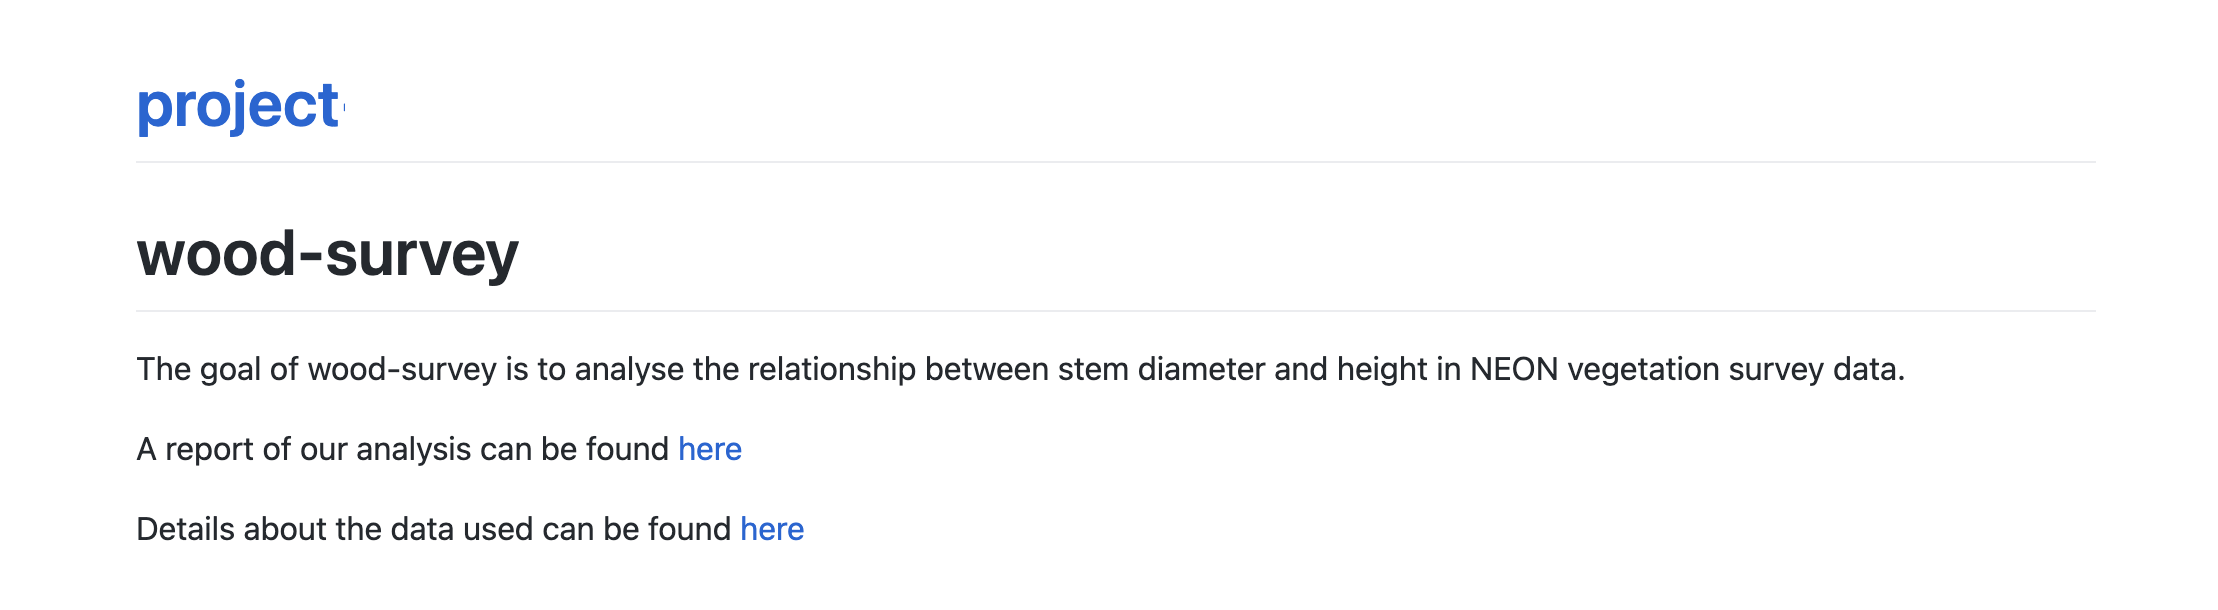 project
wood-survey
The goal of wood-survey is to analyse the relationship between stem diameter and height in NEON vegetation survey data.
A report of our analysis can be found here
Details about the data used can be found here